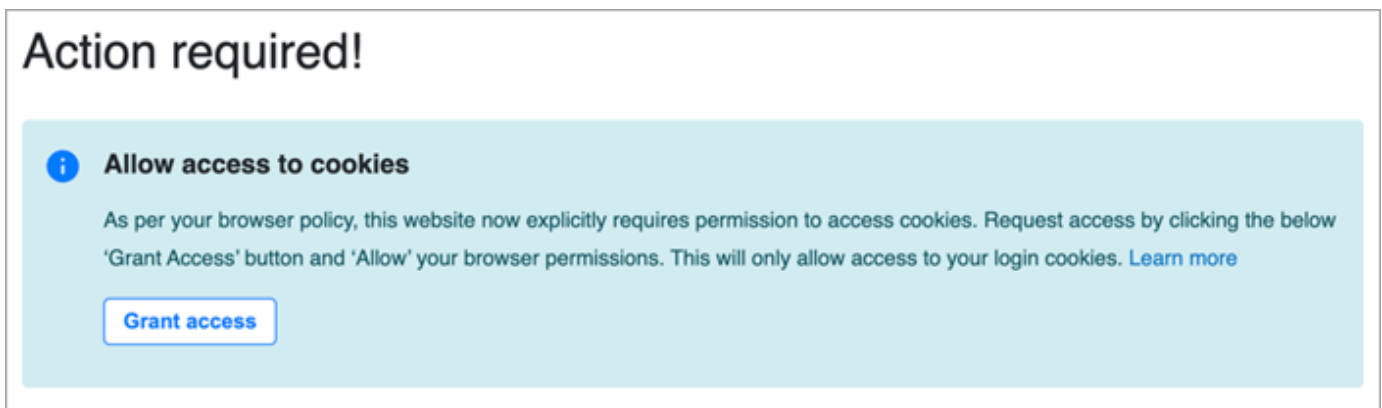 Action required!
Allow access to cookies
As per your browser policy, this website now explicitly requires permission to access cookies. Request access by clicking the below
‘Grant Access’ button and ‘Allow’ your browser permissions. This will only allow access to your login cookies. Learn more
Grant access